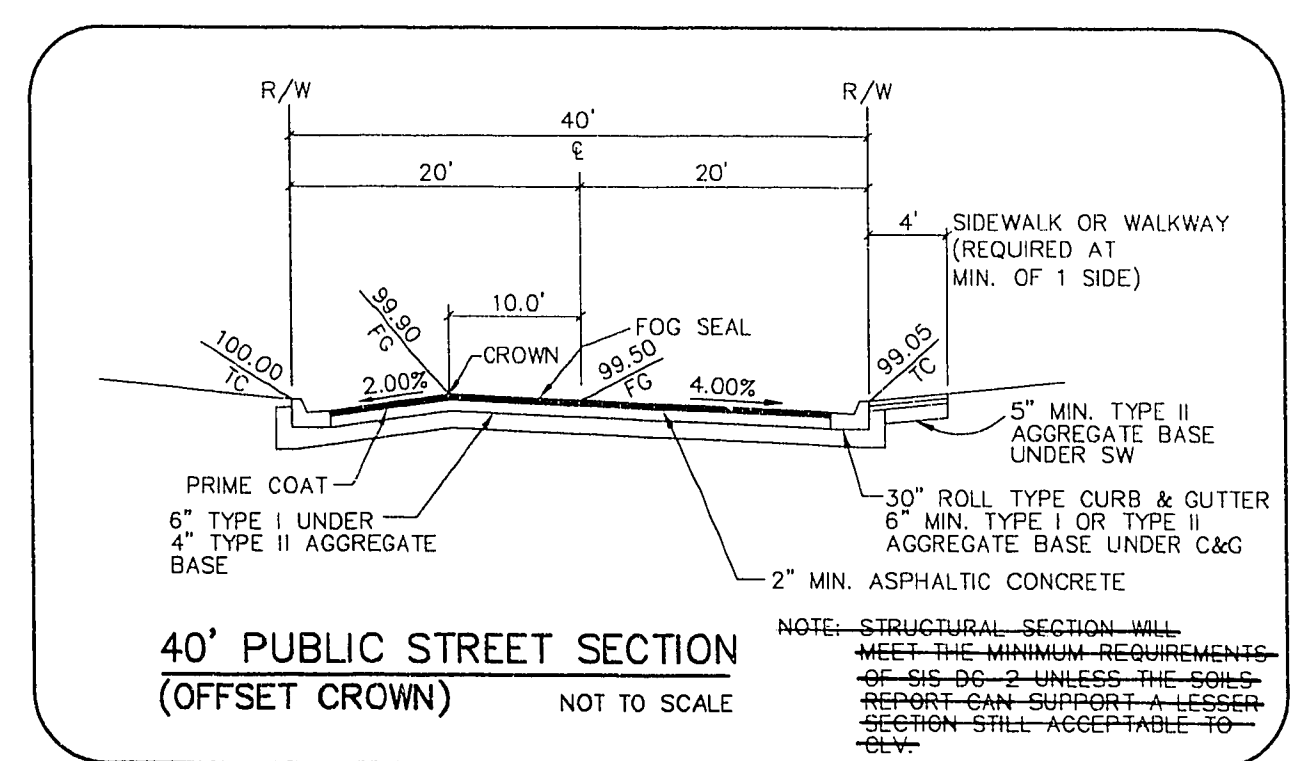 R/W
R/W
40'
℄
20'
20'
4'
SIDEWALK OR WALKWAY
(REQUIRED AT
MIN. OF 1 SIDE)
10.0'
99.90
FG
FOG SEAL
CROWN
99.50
FG
100.00
TC
99.05
TC
2.00%
4.00%
5" MIN. TYPE II
AGGREGATE BASE
UNDER SW
PRIME COAT
6" TYPE I UNDER
4" TYPE II AGGREGATE
BASE
30" ROLL TYPE CURB & GUTTER
6" MIN. TYPE I OR TYPE II
AGGREGATE BASE UNDER C&G
2" MIN. ASPHALTIC CONCRETE
40' PUBLIC STREET SECTION
(OFFSET CROWN)
NOT TO SCALE
NOTE: STRUCTURAL SECTION WILL
MEET THE MINIMUM REQUIREMENTS
OF SIS DG-2 UNLESS THE SOILS
REPORT CAN SUPPORT A LESSER
SECTION STILL ACCEPTABLE TO
CLV.